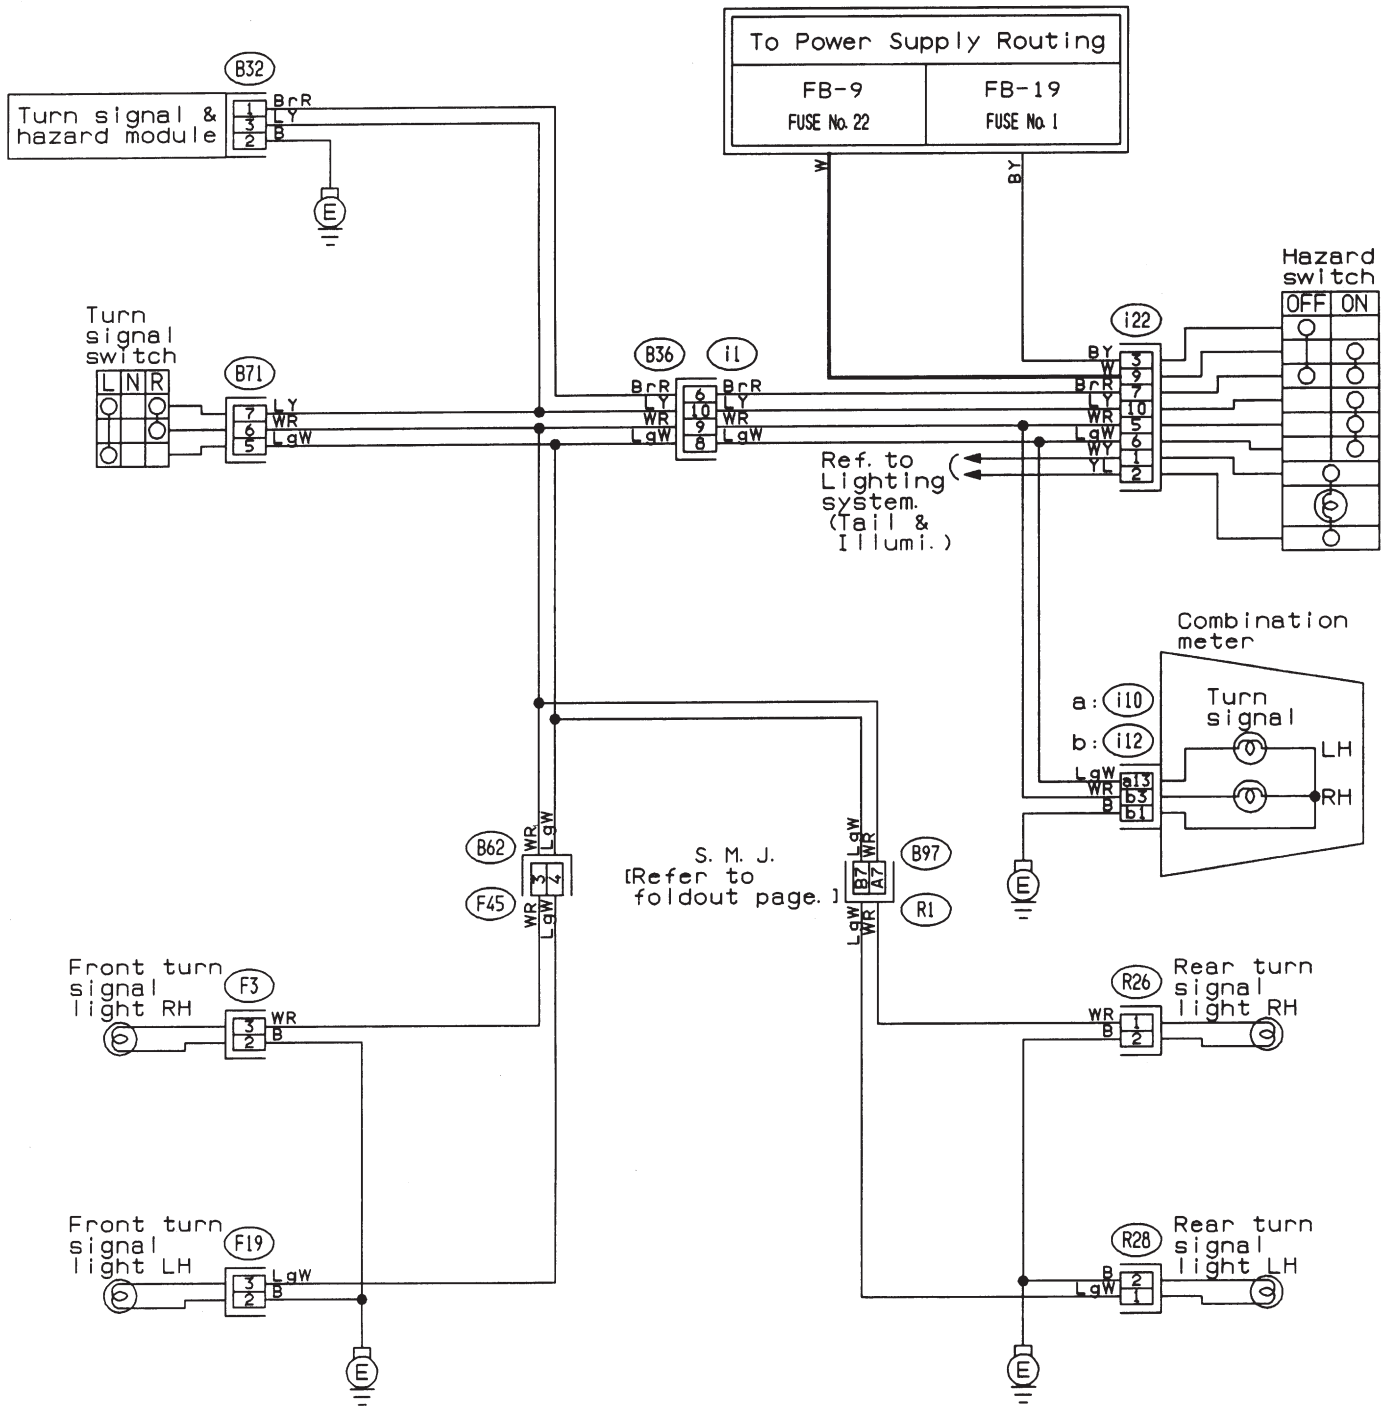 To Power Supply Routing
FB-9
FUSE No. 22
FB-19
FUSE No. 1
W
BY
B32
Turn signal &
hazard module
1
3
2
BrR
LY
B
E
Hazard
switch
OFF
ON
i22
BY
W
BrR
LY
WR
LgW
WY
YL
3
9
7
10
5
6
1
2
Turn
signal
switch
L
N
R
B71
7
6
5
LY
WR
LgW
B36
i1
BrR
LY
WR
LgW
6
10
9
8
BrR
LY
WR
LgW
Ref. to
Lighting
system.
(Tail &
Illumi.)
Combination
meter
a: i10
b: i12
Turn
signal
LH
RH
LgW
WR
B
a13
b3
b1
E
WR
LgW
B62
3
4
F45
WR
LgW
S. M. J.
[Refer to
foldout page. ]
LgW
WR
B97
B7
A7
R1
LgW
WR
Front turn
signal
light RH
F3
3
2
WR
B
R26
Rear turn
signal
light RH
WR
B
1
2
Front turn
signal
light LH
F19
3
2
LgW
B
E
R28
Rear turn
signal
light LH
B
LgW
2
1
E